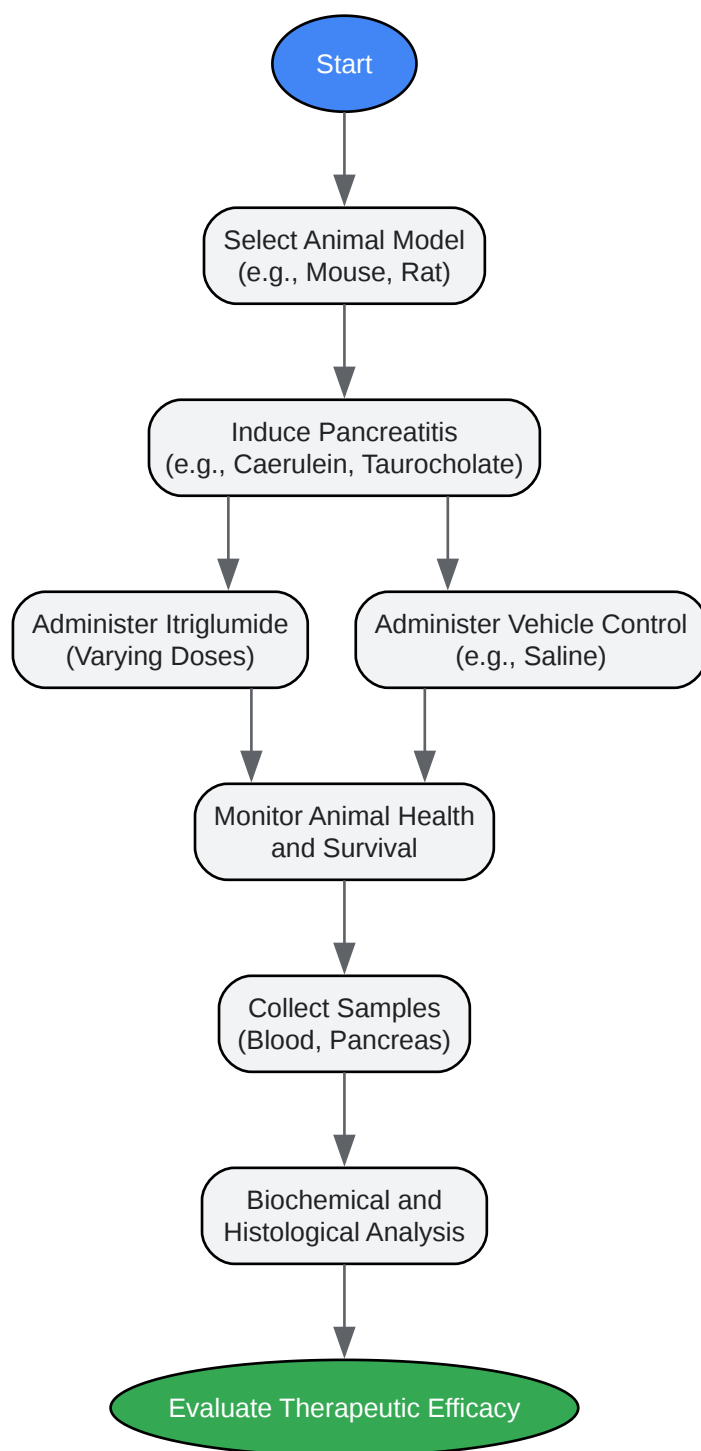 Start
Select Animal Model
(e.g., Mouse, Rat)
Induce Pancreatitis
(e.g., Caerulein, Taurocholate)
Administer Itriglumide
(Varying Doses)
Administer Vehicle Control
(e.g., Saline)
Monitor Animal Health
and Survival
Collect Samples
(Blood, Pancreas)
Biochemical and
Histological Analysis
Evaluate Therapeutic Efficacy